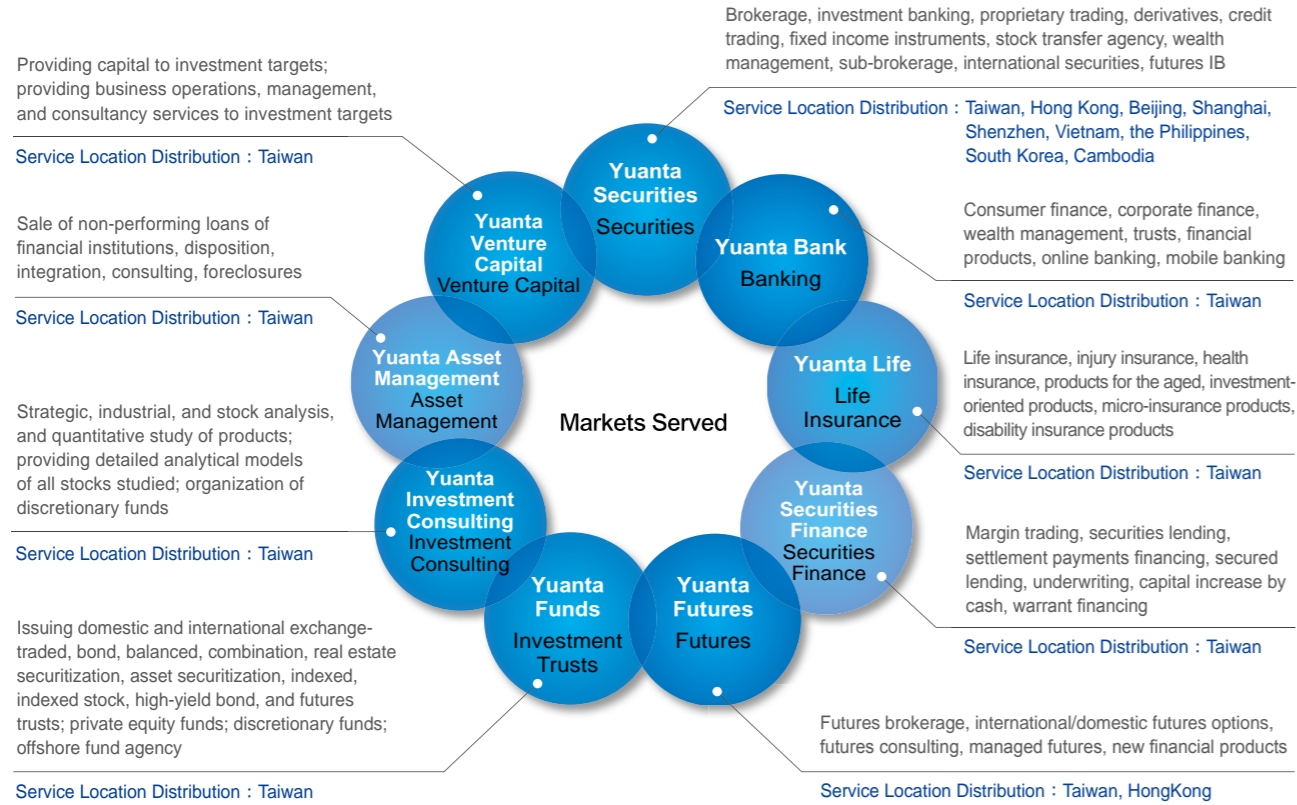 Brokerage, investment banking, proprietary trading, derivatives, credit
trading, fixed income instruments, stock transfer agency, wealth
management, sub-brokerage, international securities, futures IB
Service Location Distribution：Taiwan, Hong Kong, Beijing, Shanghai,
Shenzhen, Vietnam, the Philippines,
South Korea, Cambodia
Providing capital to investment targets;
providing business operations, management,
and consultancy services to investment targets
Service Location Distribution：Taiwan
Sale of non-performing loans of
financial institutions, disposition,
integration, consulting, foreclosures
Service Location Distribution：Taiwan
Strategic, industrial, and stock analysis,
and quantitative study of products;
providing detailed analytical models
of all stocks studied; organization of
discretionary funds
Service Location Distribution：Taiwan
Issuing domestic and international exchange-
traded, bond, balanced, combination, real estate
securitization, asset securitization, indexed,
indexed stock, high-yield bond, and futures
trusts; private equity funds; discretionary funds;
offshore fund agency
Service Location Distribution：Taiwan
Yuanta
Securities
Securities
Yuanta
Venture
Capital
Venture Capital
Yuanta Bank
Banking
Yuanta Asset
Management
Asset
Management
Yuanta Life
Life
Insurance
Markets Served
Yuanta
Investment
Consulting
Investment
Consulting
Yuanta
Securities
Finance
Securities
Finance
Yuanta
Funds
Investment
Trusts
Yuanta
Futures
Futures
Consumer finance, corporate finance,
wealth management, trusts, financial
products, online banking, mobile banking
Service Location Distribution：Taiwan
Life insurance, injury insurance, health
insurance, products for the aged, investment-
oriented products, micro-insurance products,
disability insurance products
Service Location Distribution：Taiwan
Margin trading, securities lending,
settlement payments financing, secured
lending, underwriting, capital increase by
cash, warrant financing
Service Location Distribution：Taiwan
Futures brokerage, international/domestic futures options,
futures consulting, managed futures, new financial products
Service Location Distribution：Taiwan, HongKong